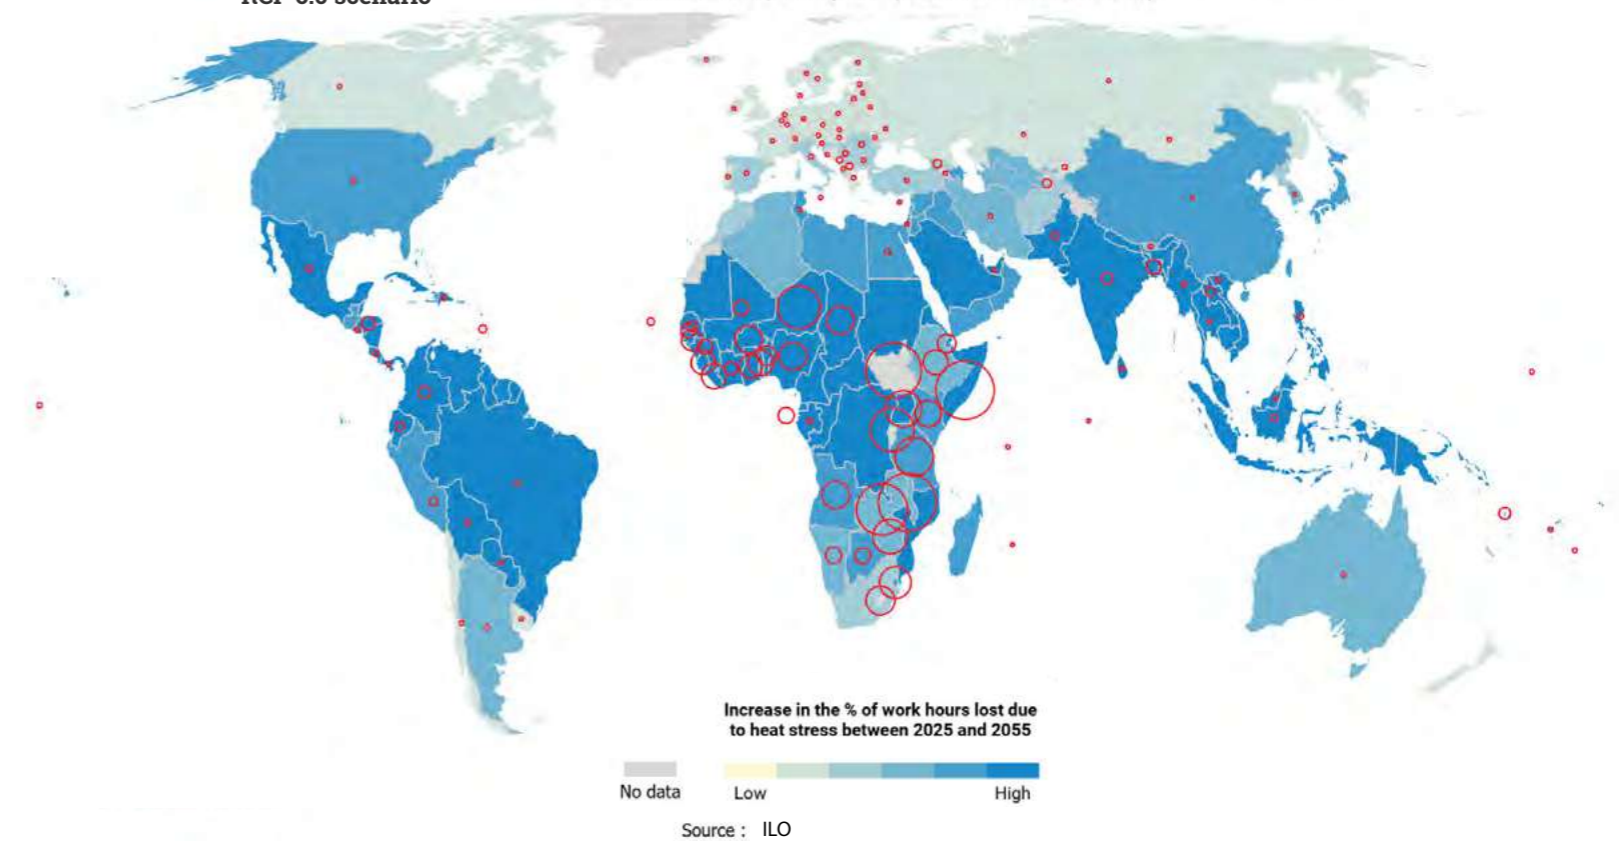 Increase in the % of work hours lost due
to heat stress between 2025 and 2055
No data
Low
High
Source : ILO